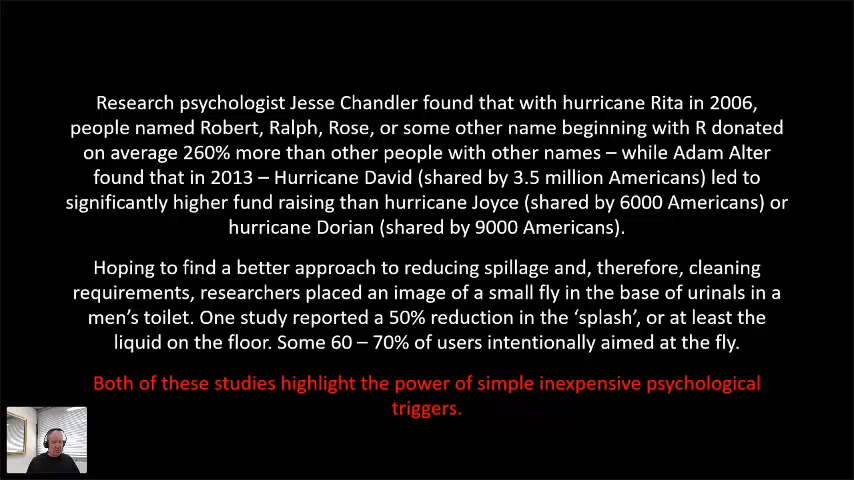 Research psychologist Jesse Chandler found that with hurricane Rita in 2006,
people named Robert, Ralph, Rose, or some other name beginning with R donated
on average 260% more than other people with other names – while Adam Alter
found that in 2013 – Hurricane David (shared by 3.5 million Americans) led to
significantly higher fund raising than hurricane Joyce (shared by 6000 Americans) or
hurricane Dorian (shared by 9000 Americans).
Hoping to find a better approach to reducing spillage and, therefore, cleaning
requirements, researchers placed an image of a small fly in the base of urinals in a
men’s toilet. One study reported a 50% reduction in the ‘splash’, or at least the
liquid on the floor. Some 60 – 70% of users intentionally aimed at the fly.
Both of these studies highlight the power of simple inexpensive psychological
triggers.